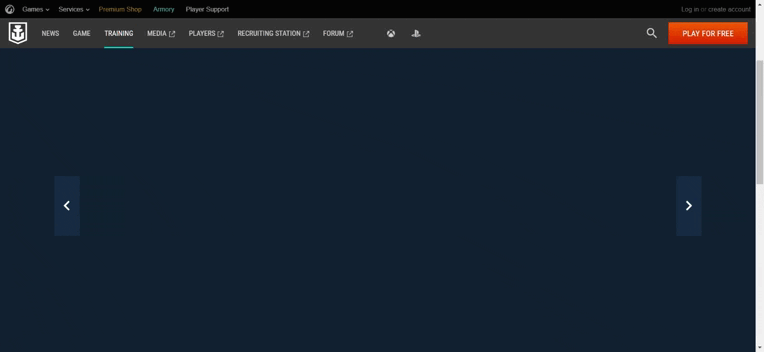 Games Services Premium Shop Armory Player Support Log in or create account
NEWS GAME TRAINING MEDIA PLAYERS RECRUITING STATION FORUM PLAY FOR FREE